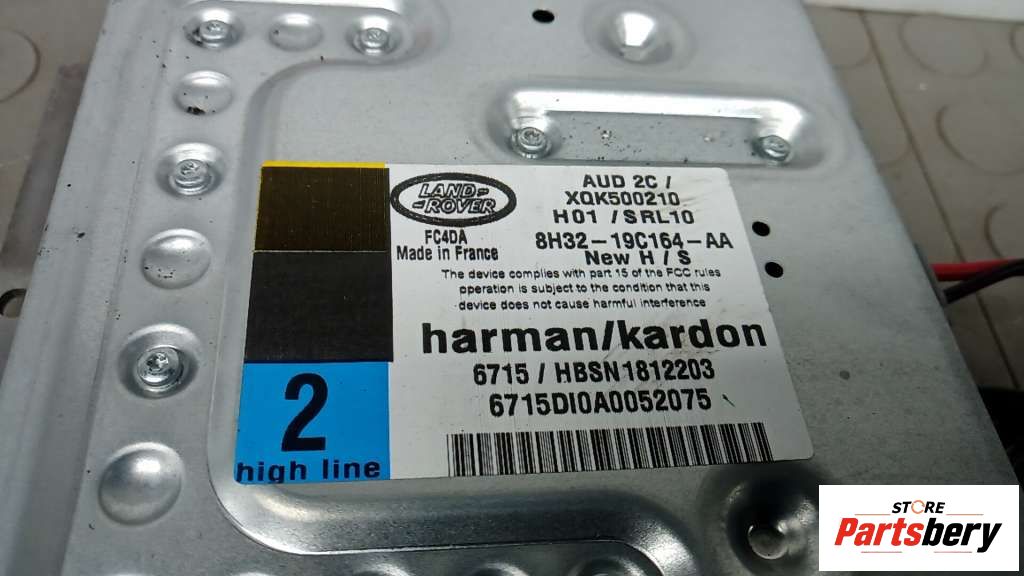 LAND-
-ROVER
FC4DA
Made in France
AUD 2C /
XQK500210
H01 /SRL10
8H32-19C164-AA
New H / S
The device complies with part 15 of the FCC rules
operation is subject to the condition that this
device does not cause harmful interference
harman/kardon
6715 / HBSN1812203
6715DI0A0052075
2
high line
STORE
Partsbery